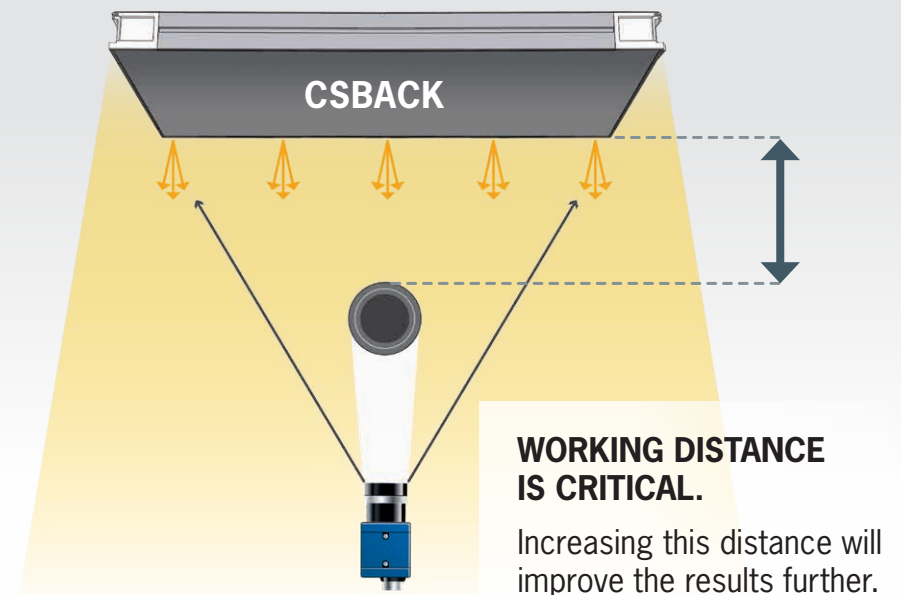 CSBACK
WORKING DISTANCE
IS CRITICAL.
Increasing this distance will
improve the results further.